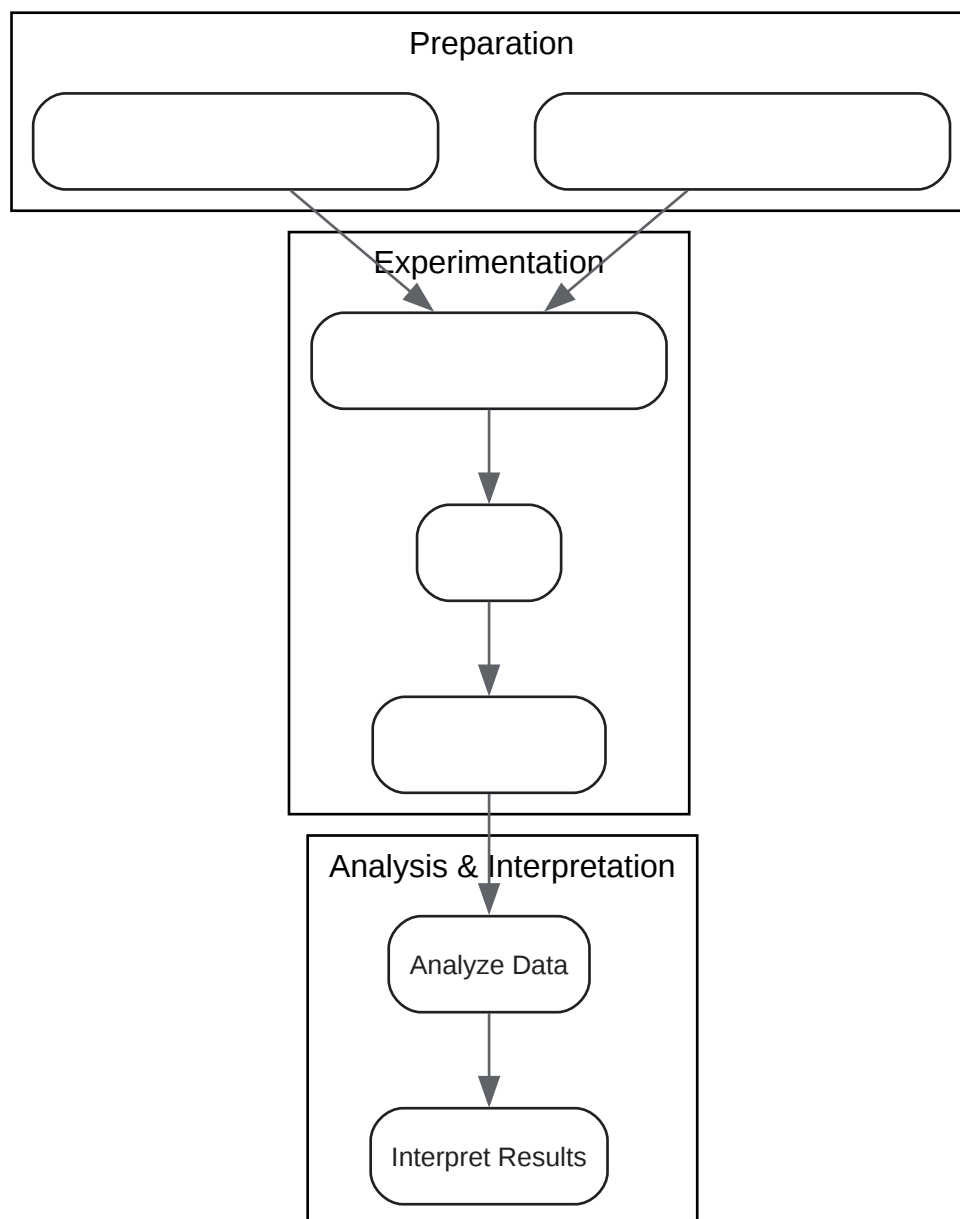 Preparation
Experimentation
Analysis & Interpretation
Analyze Data
Interpret Results